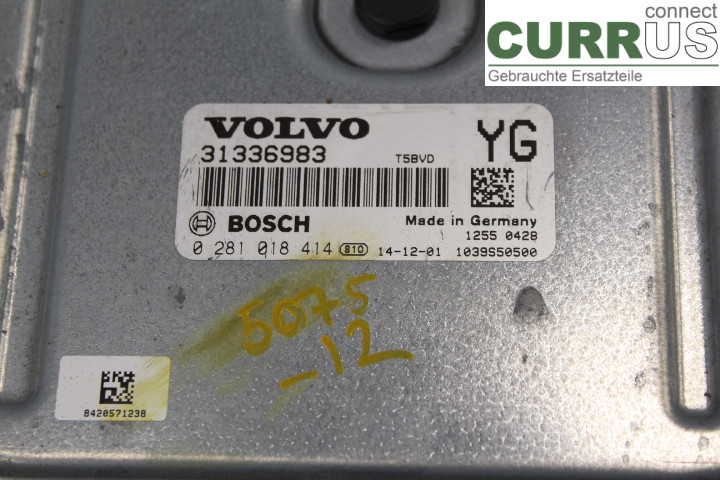 connect
CURRUS
Gebrauchte Ersatzteile
VOLVO
31336983 T5BVD YG
BOSCH Made in Germany
1255 0428
0 281 018 414 810 14-12-01 1039S50500
5075
-12
8420571238